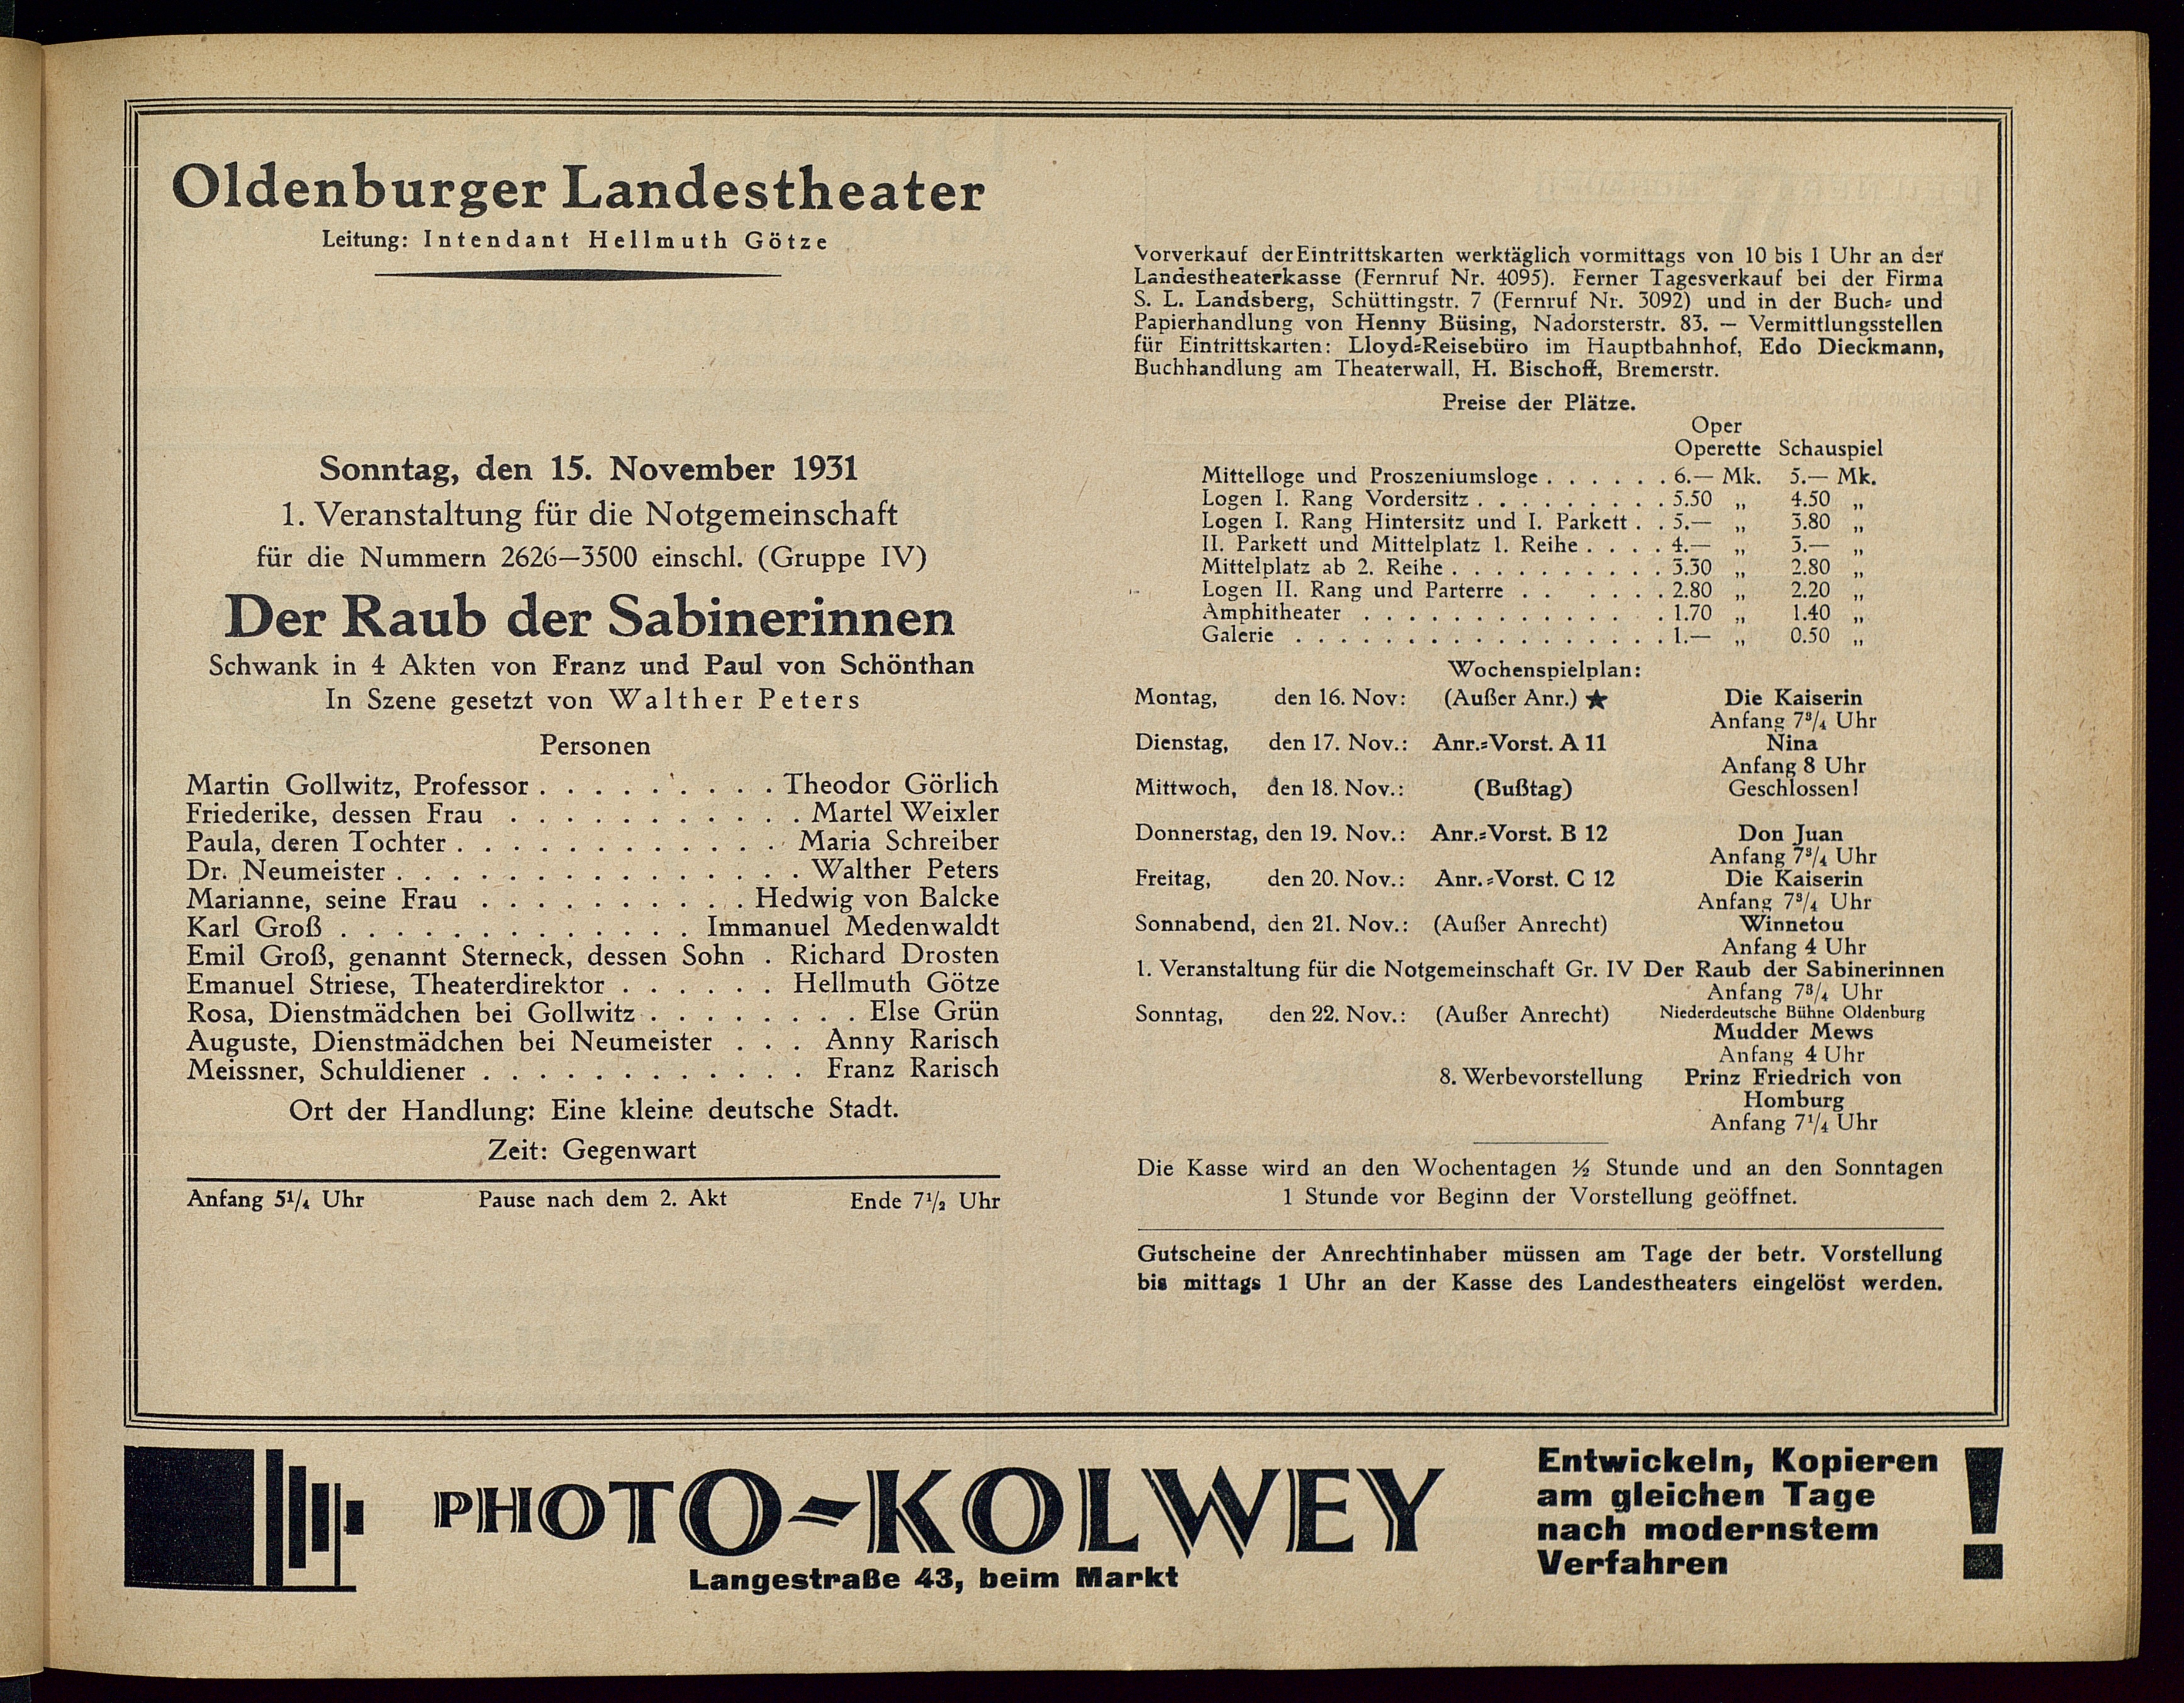 Oldenburger Landestheater
Leitung: Intendant Hellmuth Götze
Sonntag, den 15. November 1931
1. Veranstaltung für die Notgemeinschaft
für die Nummern 2626—3500 einschl. (Gruppe IV)
Der Raub der Sabinerinnen
Schwank in 4 Akten von Franz und Paul von Schönthan
In Szene gesetzt von Walther Peters
Personen
Martin Gollwitz, Professor . . . . . . . . . Theodor Görlich
Friederike, dessen Frau . . . . . . . . . . . Martel Weixler
Paula, deren Tochter . . . . . . . . . . . . Maria Schreiber
Dr. Neumeister . . . . . . . . . . . . . . . Walther Peters
Marianne, seine Frau . . . . . . . . . . Hedwig von Balcke
Karl Groß . . . . . . . . . . . . . Immanuel Medenwaldt
Emil Groß, genannt Sterneck, dessen Sohn . Richard Drosten
Emanuel Striese, Theaterdirektor . . . . . . Hellmuth Götze
Rosa, Dienstmädchen bei Gollwitz . . . . . . . . Else Grün
Auguste, Dienstmädchen bei Neumeister . . . Anny Rarisch
Meissner, Schuldiener . . . . . . . . . . . . Franz Rarisch
Ort der Handlung: Eine kleine deutsche Stadt.
Zeit: Gegenwart
Anfang 5¹/₄ Uhr Pause nach dem 2. Akt Ende 7¹/₂ Uhr
Vorverkauf der Eintrittskarten werktäglich vormittags von 10 bis 1 Uhr an der
Landestheaterkasse (Fernruf Nr. 4095). Ferner Tagesverkauf bei der Firma
S. L. Landsberg, Schüttingstr. 7 (Fernruf Nr. 3092) und in der Buch- und
Papierhandlung von Henny Büsing, Nadorsterstr. 83. — Vermittlungsstellen
für Eintrittskarten: Lloyd-Reisebüro im Hauptbahnhof, Edo Dieckmann,
Buchhandlung am Theaterwall, H. Bischoff, Bremerstr.
Preise der Plätze.
Oper
Operette Schauspiel
Mittelloge und Proszeniumsloge . . . . . . 6.— Mk. 5.— Mk.
Logen I. Rang Vordersitz . . . . . . . . . 5.50 „ 4.50 „
Logen I. Rang Hintersitz und I. Parkett . . 5.— „ 3.80 „
II. Parkett und Mittelplatz 1. Reihe . . . . 4.— „ 3.— „
Mittelplatz ab 2. Reihe . . . . . . . . . . 3.30 „ 2.80 „
Logen II. Rang und Parterre . . . . . . 2.80 „ 2.20 „
Amphitheater . . . . . . . . . . . . . . 1.70 „ 1.40 „
Galerie . . . . . . . . . . . . . . . . . 1.— „ 0.50 „
Wochenspielplan:
Montag, den 16. Nov: (Außer Anr.) ★ Die Kaiserin
Anfang 7³/₄ Uhr
Dienstag, den 17. Nov.: Anr.-Vorst. A 11 Nina
Anfang 8 Uhr
Mittwoch, den 18. Nov.: (Bußtag) Geschlossen!
Donnerstag, den 19. Nov.: Anr.-Vorst. B 12 Don Juan
Anfang 7³/₄ Uhr
Freitag, den 20. Nov.: Anr.-Vorst. C 12 Die Kaiserin
Anfang 7³/₄ Uhr
Sonnabend, den 21. Nov.: (Außer Anrecht) Winnetou
Anfang 4 Uhr
1. Veranstaltung für die Notgemeinschaft Gr. IV Der Raub der Sabinerinnen
Anfang 7³/₄ Uhr
Sonntag, den 22. Nov.: (Außer Anrecht) Niederdeutsche Bühne Oldenburg
Mudder Mews
Anfang 4 Uhr
8. Werbevorstellung Prinz Friedrich von
Homburg
Anfang 7¹/₄ Uhr
Die Kasse wird an den Wochentagen ½ Stunde und an den Sonntagen
1 Stunde vor Beginn der Vorstellung geöffnet.
Gutscheine der Anrechtinhaber müssen am Tage der betr. Vorstellung
bis mittags 1 Uhr an der Kasse des Landestheaters eingelöst werden.
PHOTO-KOLWEY
Langestraße 43, beim Markt
Entwickeln, Kopieren
am gleichen Tage
nach modernstem
Verfahren !